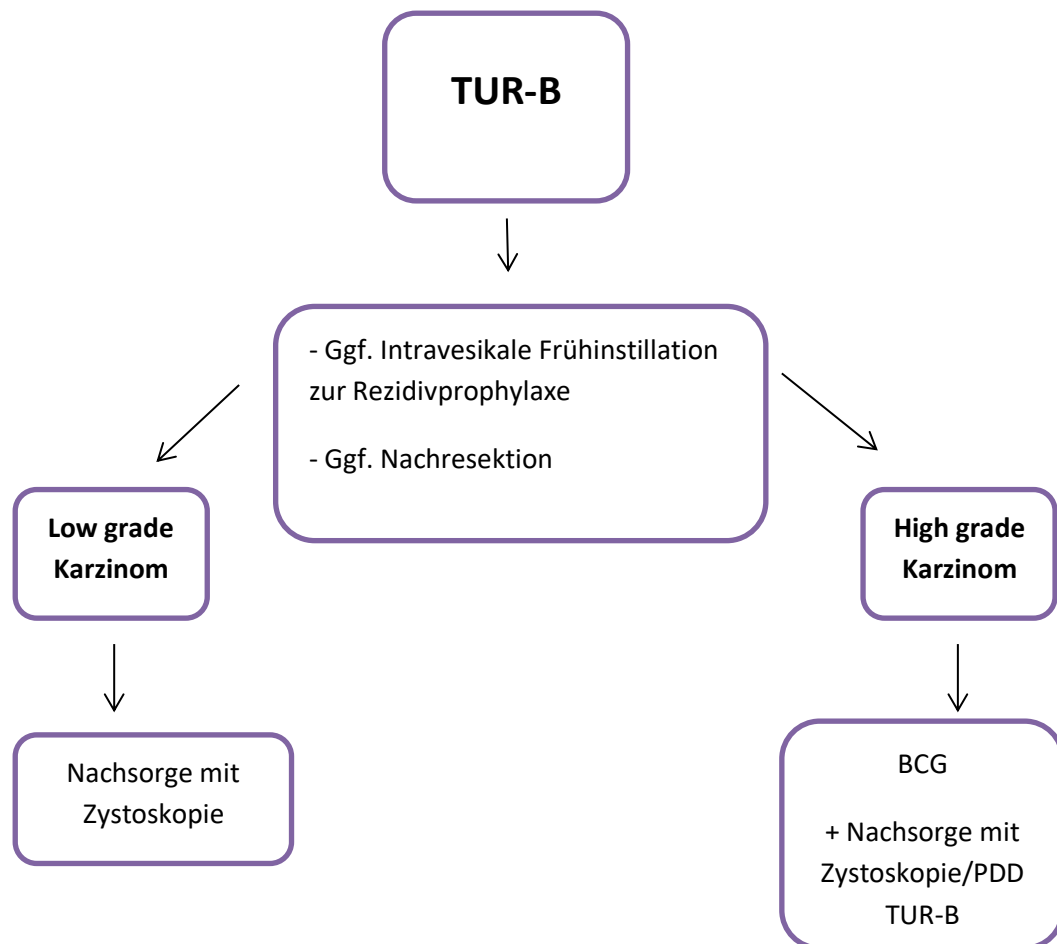 TUR-B
- Ggf. Intravesikale Frühinstillation
zur Rezidivprophylaxe
- Ggf. Nachresektion
Low grade
Karzinom
High grade
Karzinom
Nachsorge mit
Zystoskopie
BCG
+ Nachsorge mit
Zystoskopie/PDD
TUR-B